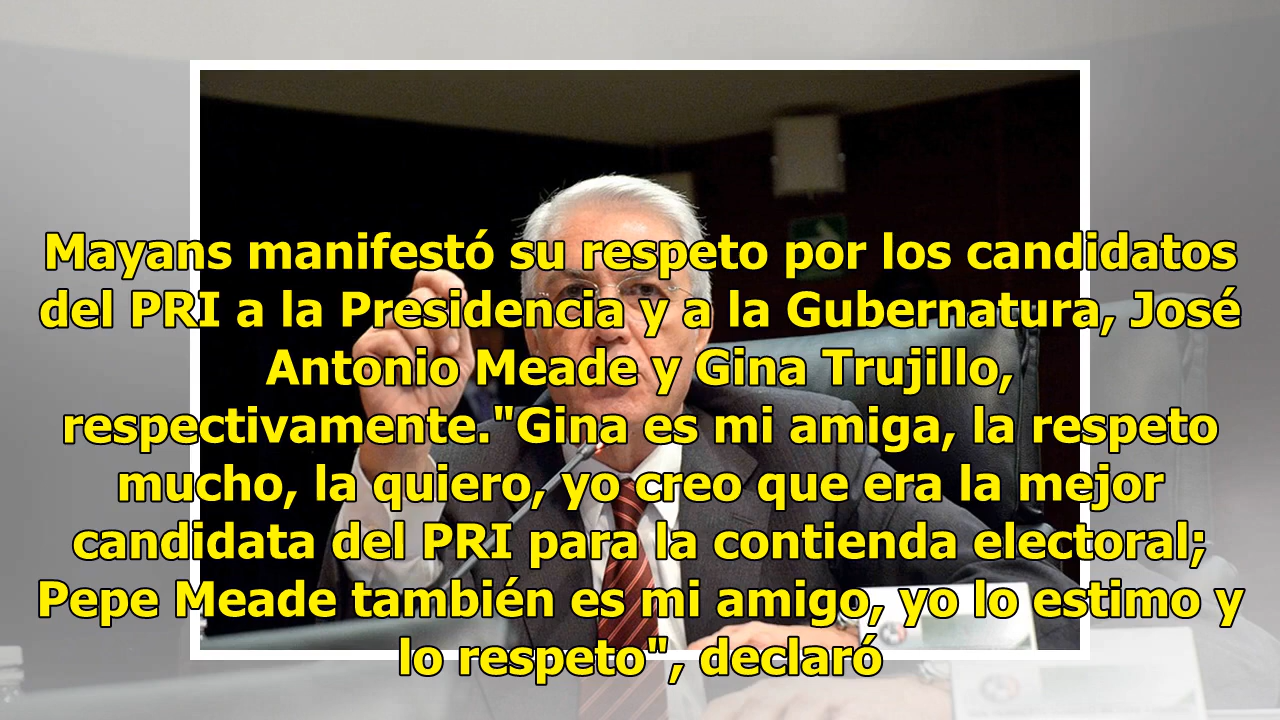 Mayans manifestó su respeto por los candidatos
del PRI a la Presidencia y a la Gubernatura, José
Antonio Meade y Gina Trujillo,
respectivamente."Gina es mi amiga, la respeto
mucho, la quiero, yo creo que era la mejor
candidata del PRI para la contienda electoral;
Pepe Meade también es mi amigo, yo lo estimo y
lo respeto", declaró